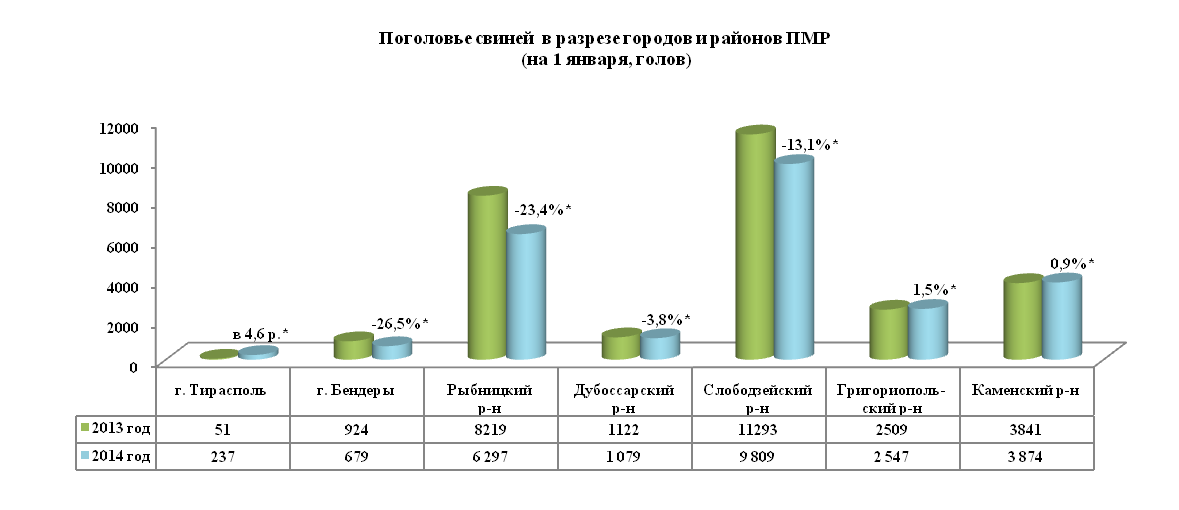 Поголовье свиней в разрезе городов и районов ПМР
(на 1 января, голов)
12000
10000
8000
6000
4000
2000
0
в 4,6 р.*
-26,5%*
-23,4%*
-3,8%*
-13,1%*
1,5%*
0,9%*
г. Тирасполь
г. Бендеры
Рыбницкий
р-н
Дубоссарский
р-н
Слободзейский
р-н
Григориополь-
ский р-н
Каменский р-н
2013 год 51 924 8219 1122 11293 2509 3841
2014 год 237 679 6 297 1 079 9 809 2 547 3 874